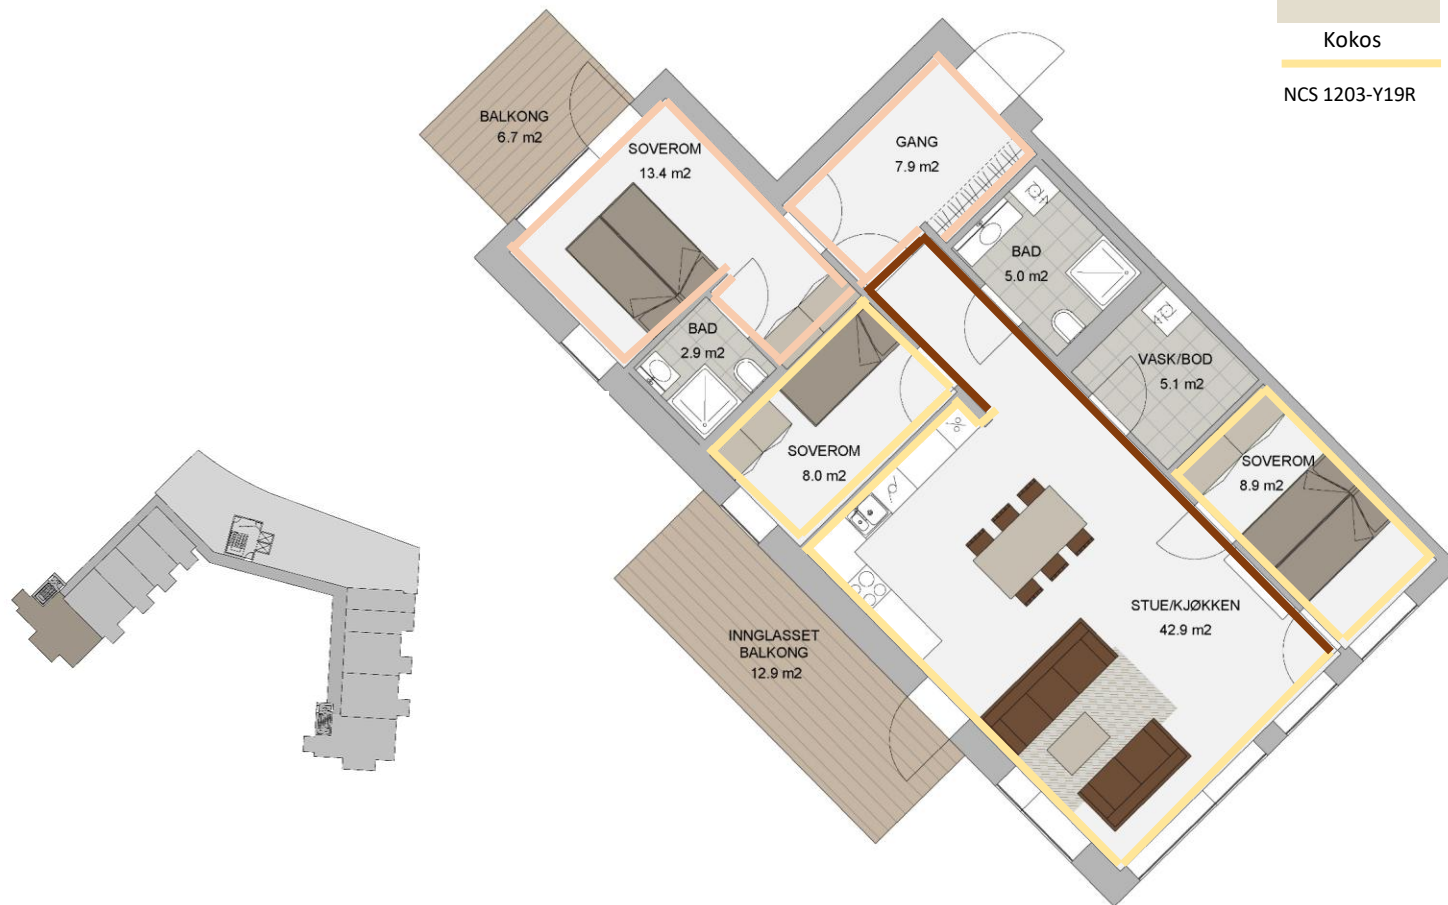 Kokos
NCS 1203-Y19R
BALKONG
6.7 m2
SOVEROM
13.4 m2
GANG
7.9 m2
BAD
5.0 m2
BAD
2.9 m2
VASK/BOD
5.1 m2
SOVEROM
8.0 m2
SOVEROM
8.9 m2
STUE/KJØKKEN
42.9 m2
INNGLASSET
BALKONG
12.9 m2